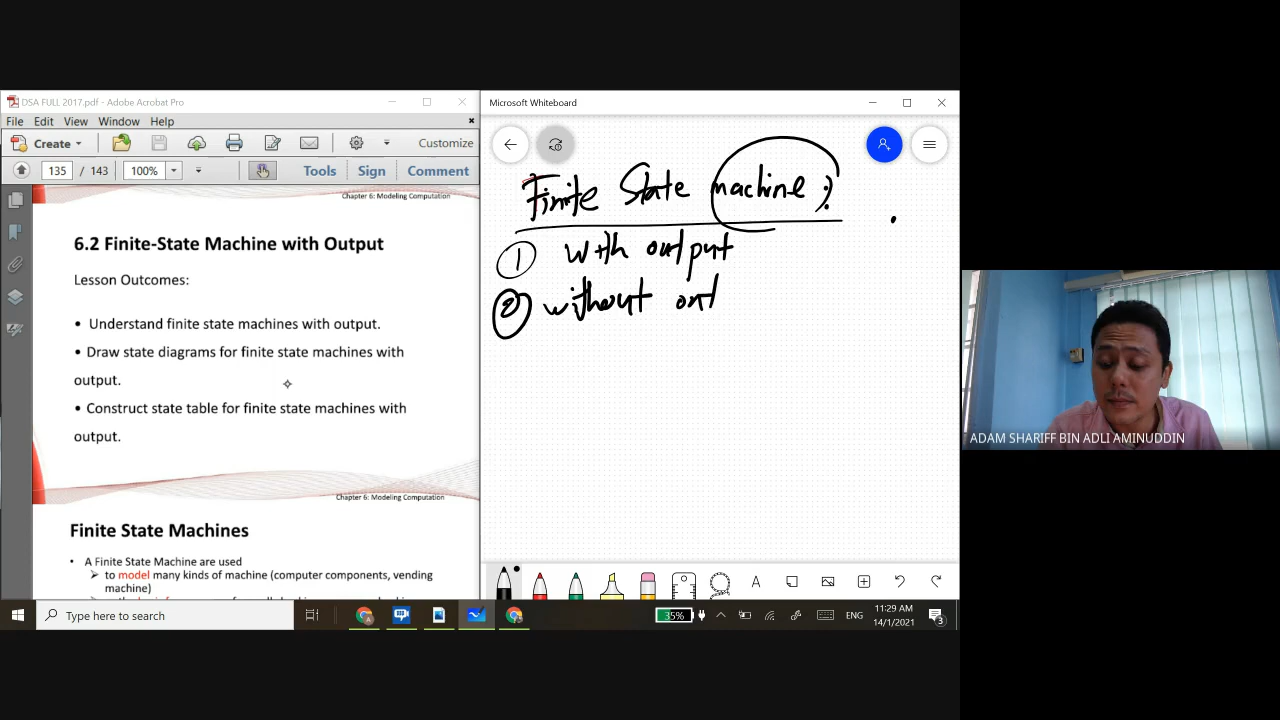 DSA FULL 2017.pdf - Adobe Acrobat Pro
File Edit View Window Help
Create
Customize
135 / 143 100% Tools Sign Comment
Chapter 6: Modeling Computation
6.2 Finite-State Machine with Output
Lesson Outcomes:
• Understand finite state machines with output.
• Draw state diagrams for finite state machines with
output.
• Construct state table for finite state machines with
output.
Chapter 6: Modeling Computation
Finite State Machines
• A Finite State Machine are used
➢ to model many kinds of machine (computer components, vending
machine)
Microsoft Whiteboard
Finite State machine :
① with output
② without out
ADAM SHARIFF BIN ADLI AMINUDDIN
Type here to search
35%
ENG
11:29 AM
14/1/2021
3